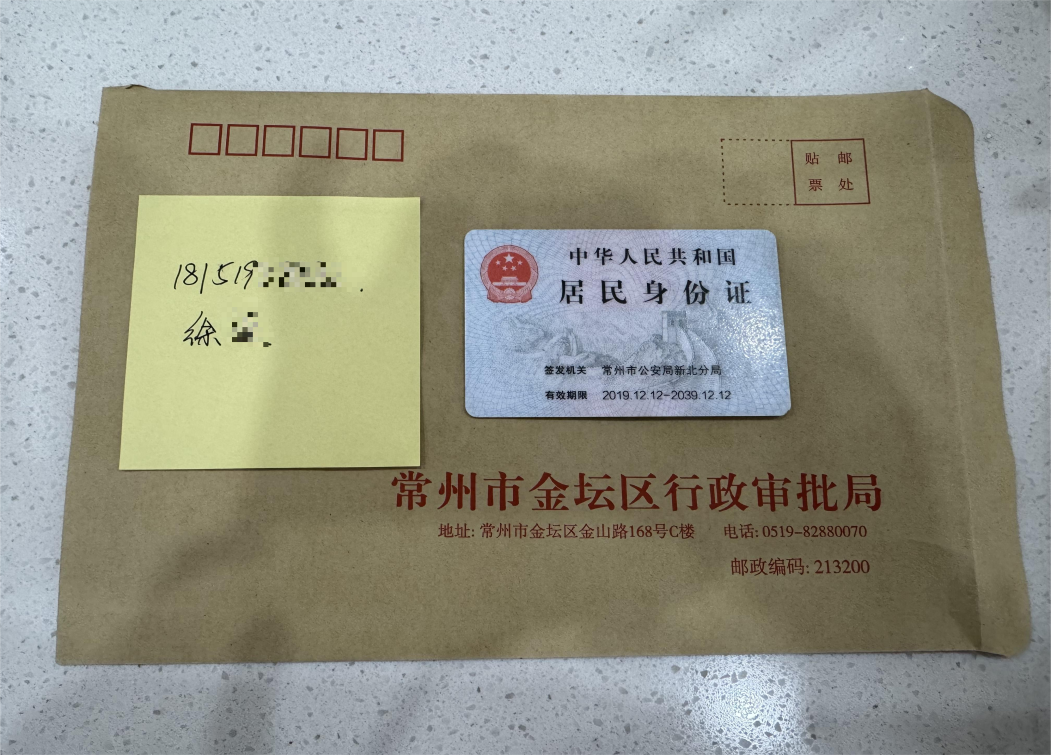 贴 邮
票 处
181519
徐
中华人民共和国
居民身份证
签发机关 常州市公安局新北分局
有效期限 2019.12.12-2039.12.12
常州市金坛区行政审批局
地址: 常州市金坛区金山路168号C楼 电话: 0519-82880070
邮政编码: 213200